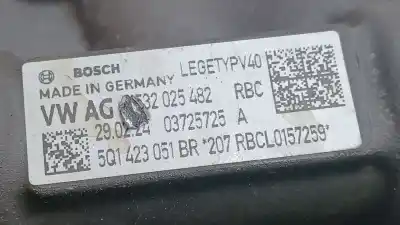 BOSCH LEGETYPV40
MADE IN GERMANY
VW AG 32 025 482 RBC
29.02.24 03725725 A
5Q1 423 051 BR *207 RBCL0157259*